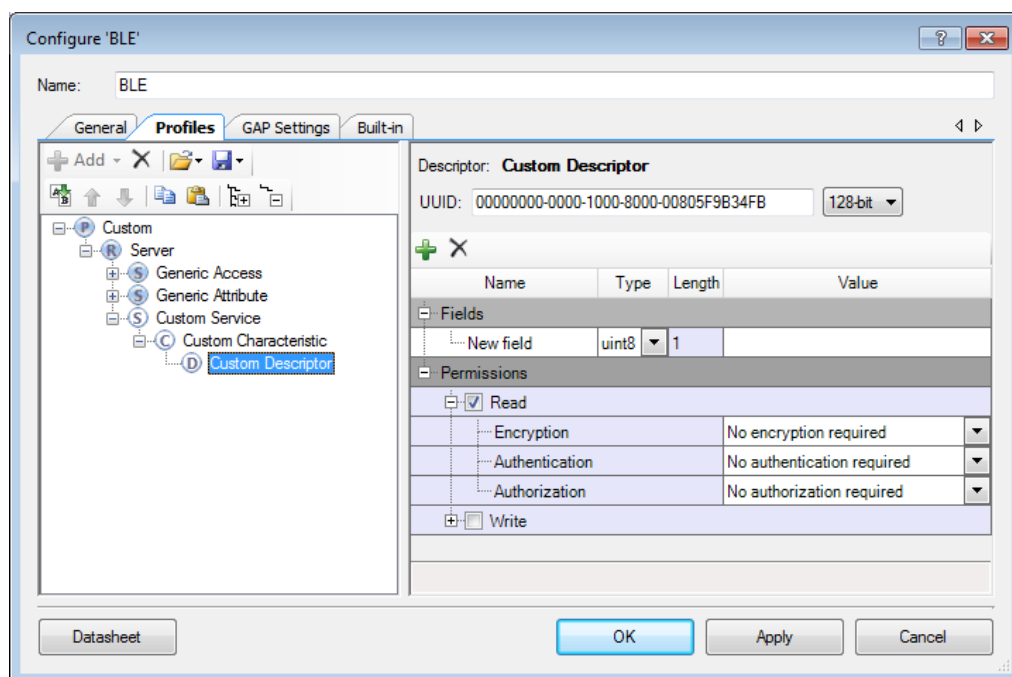 Configure 'BLE'
Name: BLE
General Profiles GAP Settings Built-in
Add
Descriptor: Custom Descriptor
UUID: 00000000-0000-1000-8000-00805F9B34FB 128-bit
P Custom
R Server
S Generic Access
S Generic Attribute
S Custom Service
C Custom Characteristic
D Custom Descriptor
Name Type Length Value
Fields
New field uint8 1
Permissions
Read
Encryption No encryption required
Authentication No authentication required
Authorization No authorization required
Write
Datasheet OK Apply Cancel